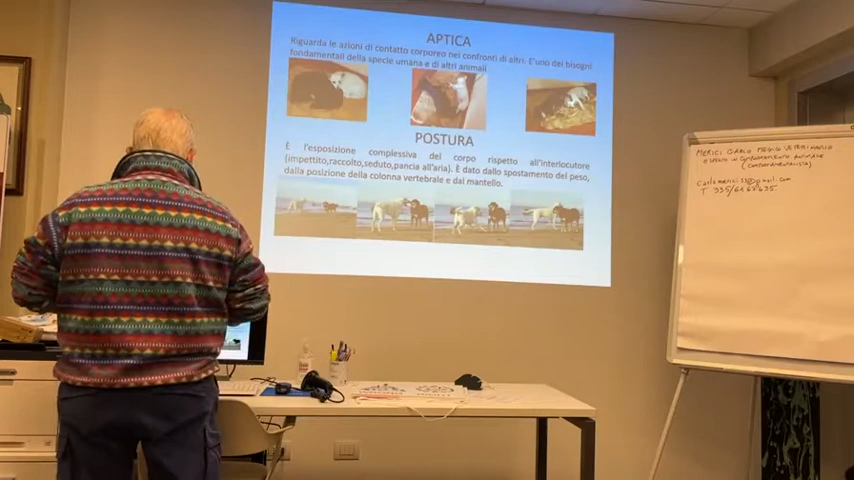 APTICA
Riguarda le azioni di contatto corporeo nei confronti di altri. E'uno dei bisogni
fondamentali della specie umana e di altri animali
POSTURA
È l'esposizione complessiva del corpo rispetto all'interlocutore
(impettito,raccolto,seduto,pancia all'aria). È dato dallo spostamento del peso,
dalla posizione della colonna vertebrale e dal mantello.
MERICI CARLO MEDICO VETERINARIO
ESPERTO IN COMPORTAMENTO ANIMALE
(COMPORTAMENTALISTA)